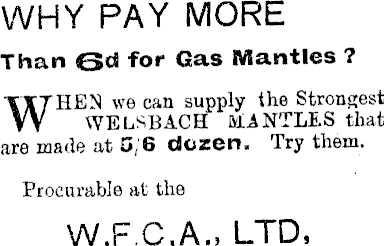 WHY PAY MORE
Than 6d for Gas Mantles ?
WHEN we can supply the Strongest
WELSBACH MANTLES that
are made at 5/6 dozen. Try them.
Procurable at the
W.F.C.A., LTD,